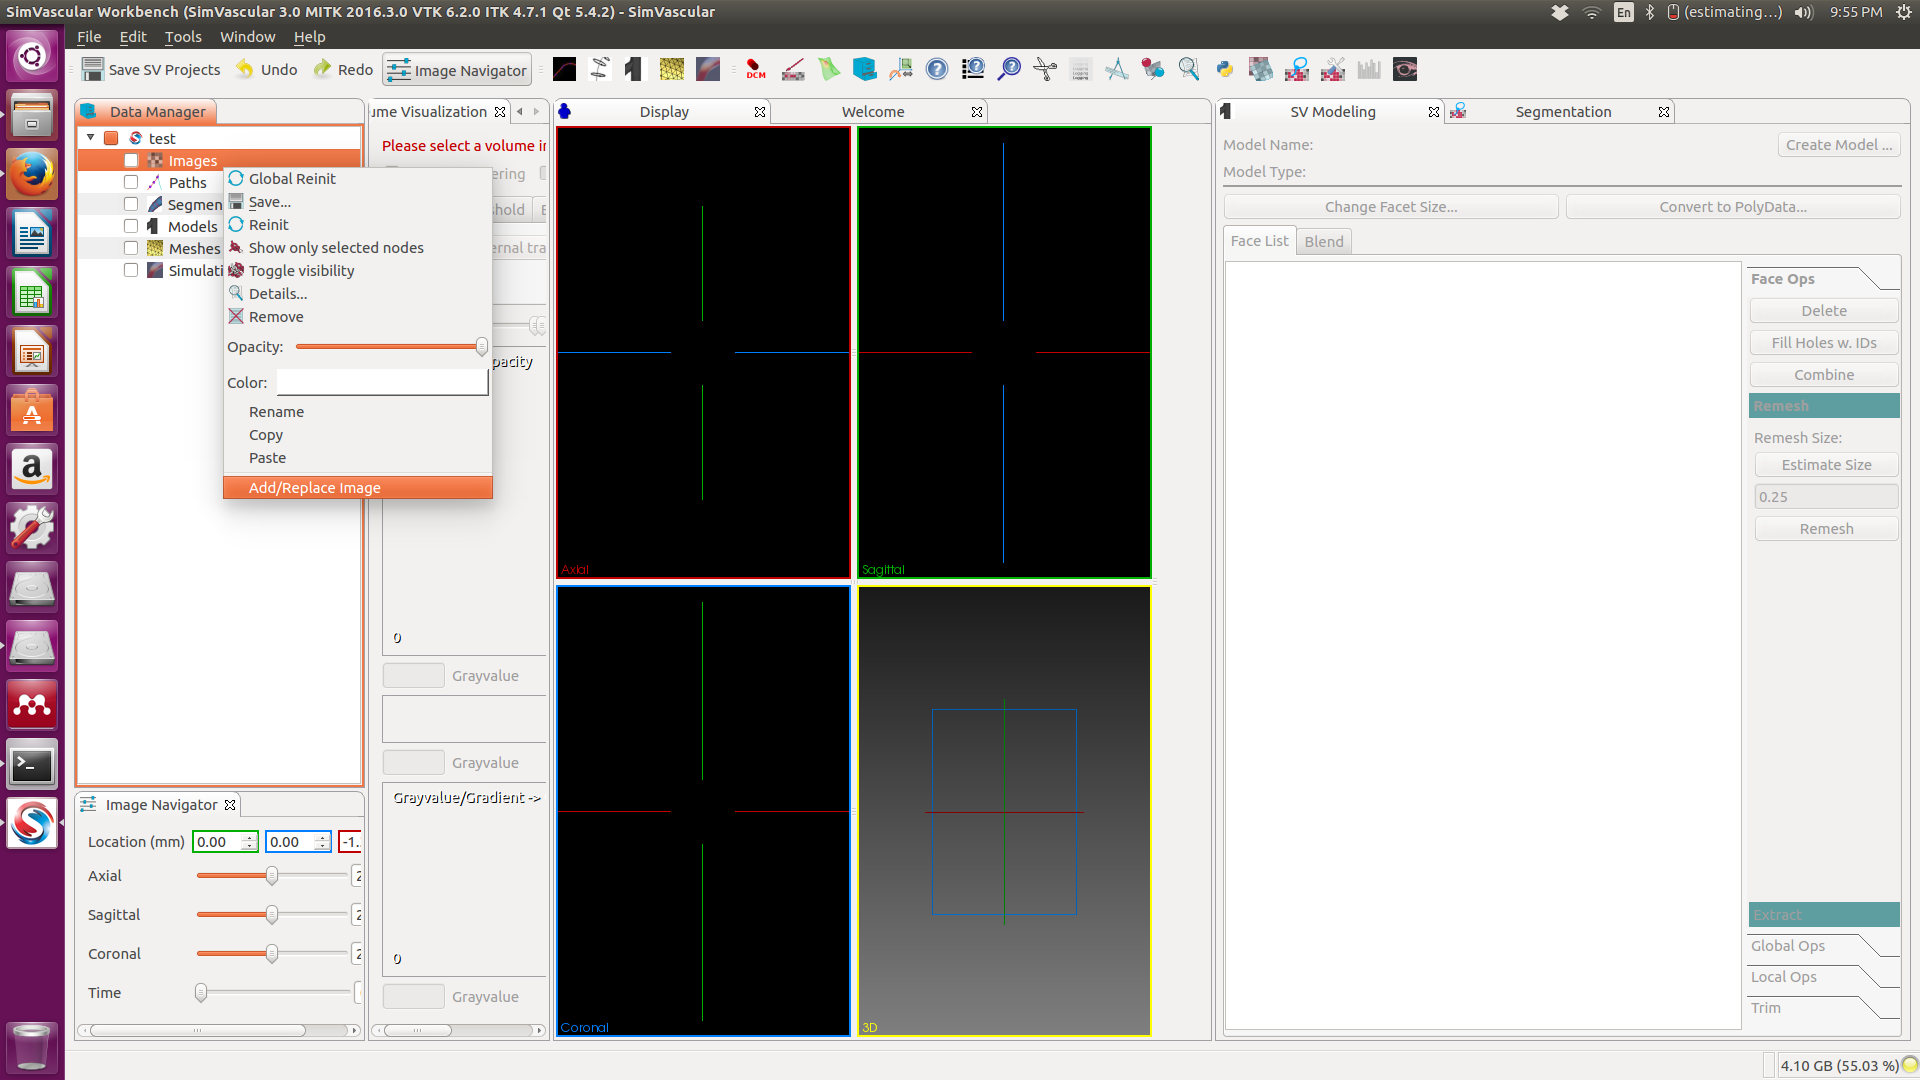 SimVascular Workbench (SimVascular 3.0 MITK 2016.3.0 VTK 6.2.0 ITK 4.7.1 Qt 5.4.2) - SimVascular
En
(estimating...)
9:55 PM
File Edit Tools Window Help
Save SV Projects Undo Redo Image Navigator
DCM
Data Manager
test
Images
Paths
Segmen
Models
Meshes
Simulati
Global Reinit
Save...
Reinit
Show only selected nodes
Toggle visibility
Details...
Remove
Opacity:
Color:
Rename
Copy
Paste
Add/Replace Image
ume Visualization
Please select a volume in
ering
hold
ernal tra
pacity
0
Grayvalue
Grayvalue
Grayvalue/Gradient ->
0
Grayvalue
Image Navigator
Location (mm) 0.00 0.00 -1.
Axial 2
Sagittal 2
Coronal 2
Time
Display Welcome
Axial
Sagittal
Coronal
3D
SV Modeling Segmentation
Model Name:
Create Model ...
Model Type:
Change Facet Size... Convert to PolyData...
Face List Blend
Face Ops
Delete
Fill Holes w. IDs
Combine
Remesh
Remesh Size:
Estimate Size
0.25
Remesh
Extract
Global Ops
Local Ops
Trim
4.10 GB (55.03 %)